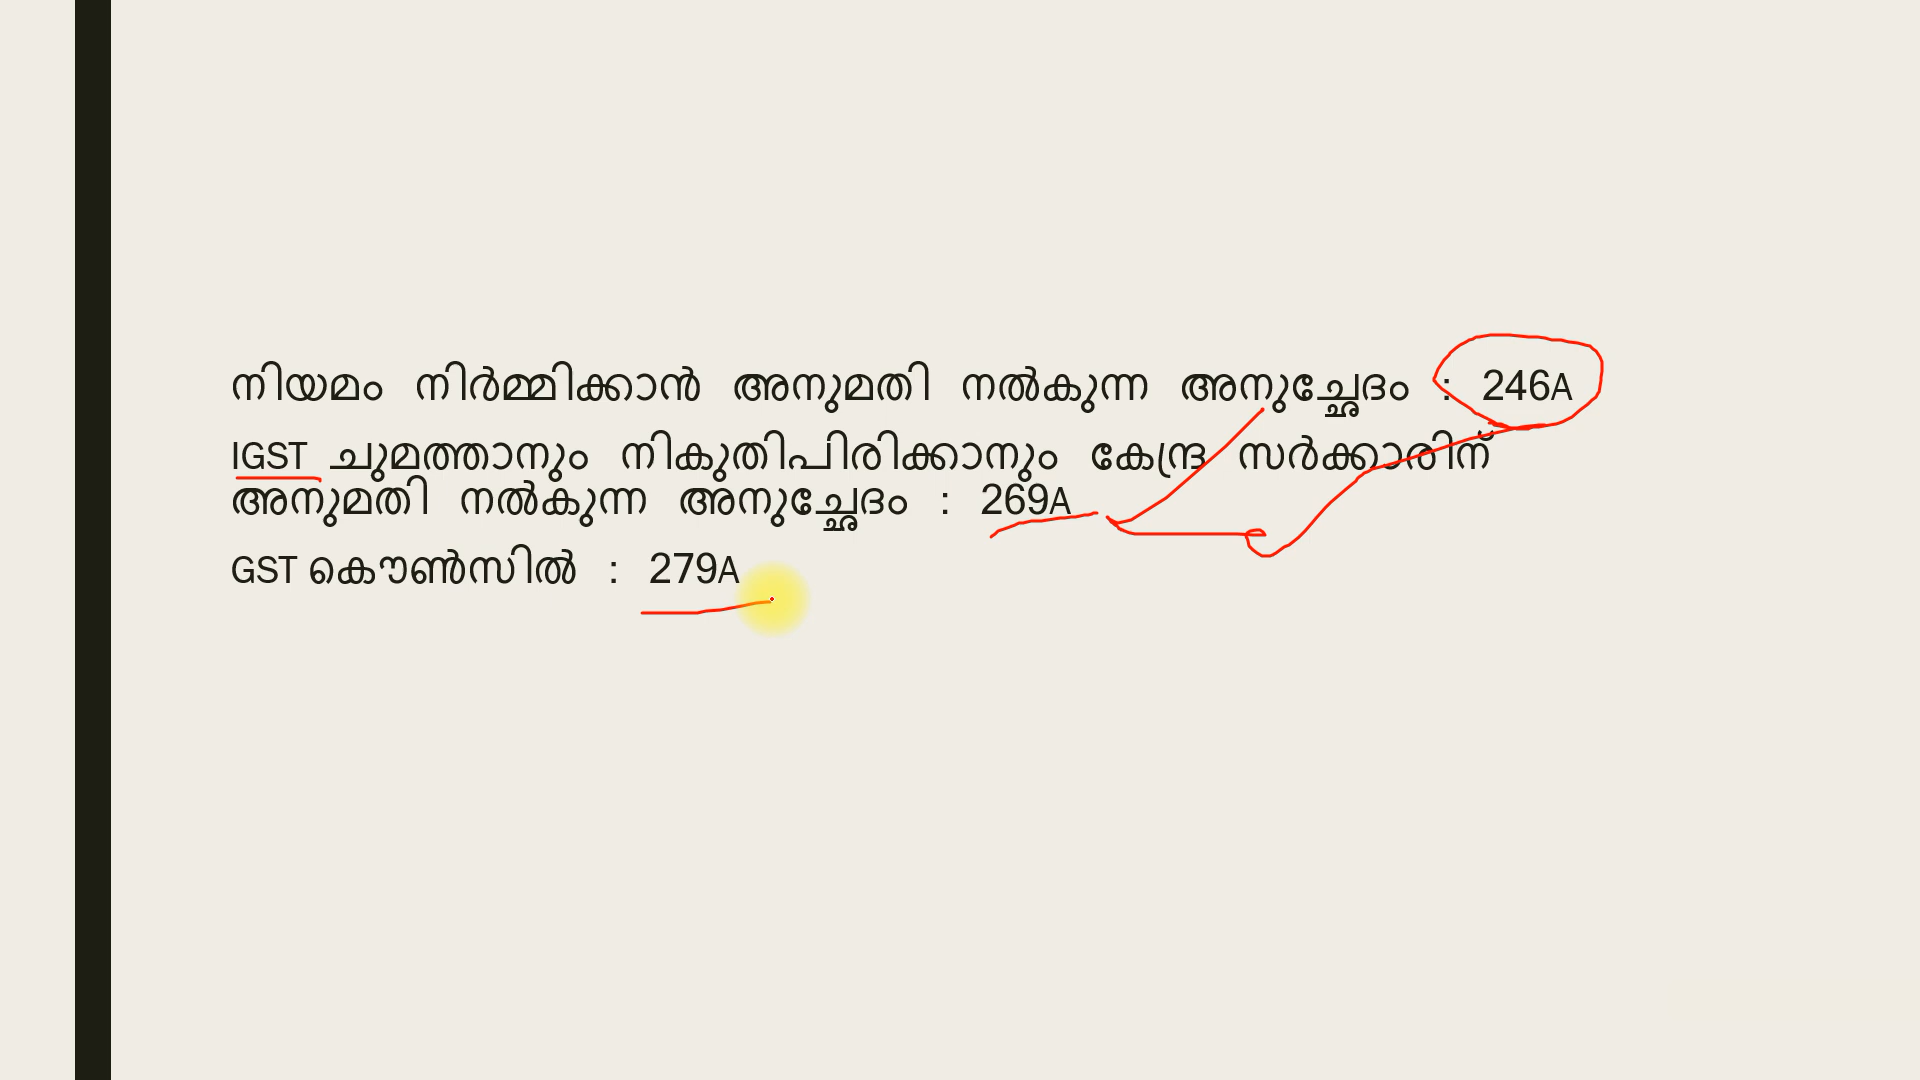 നിയമം നിർമ്മിക്കാൻ അനുമതി നൽകുന്ന അനുച്ഛേദം : 246A
IGST ചുമത്താനും നികുതിപിരിക്കാനും കേന്ദ്ര സർക്കാരിന്
അനുമതി നൽകുന്ന അനുച്ഛേദം : 269A
GST കൌൺസിൽ : 279A